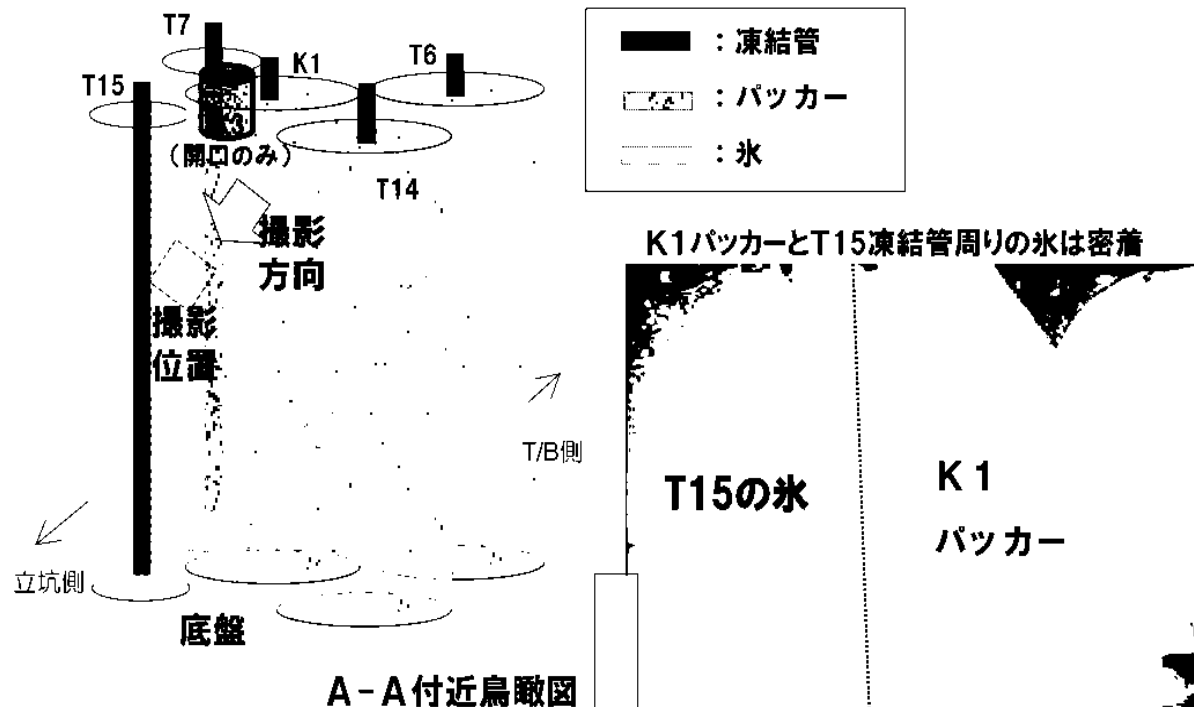 T7
K1
T6
T15
(開口のみ)
T14
撮影
方向
撮影
位置
T/B側
立坑側
底盤
A-A付近鳥瞰図
：凍結管
：パッカー
：氷
K1パッカーとT15凍結管周りの氷は密着
T15の氷
K1
パッカー